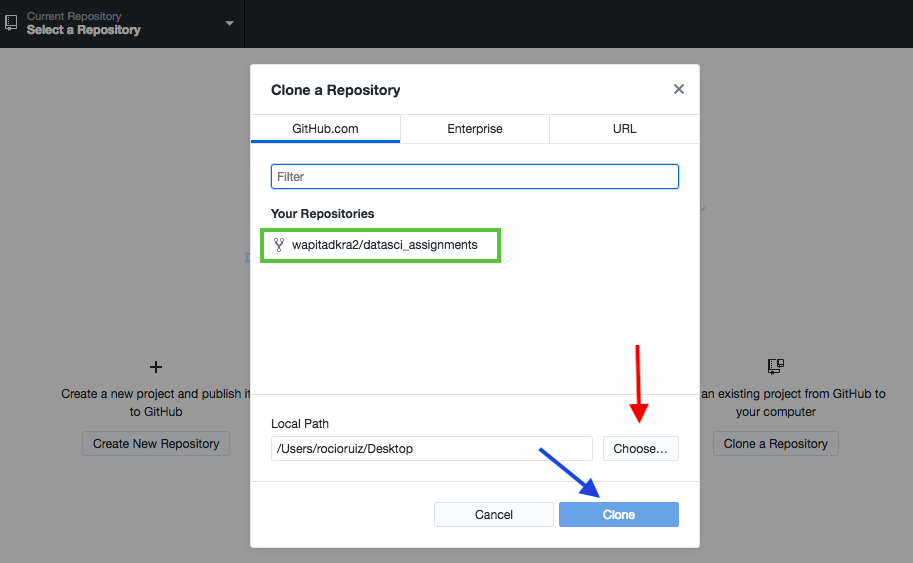 Current Repository
Select a Repository
Clone a Repository
GitHub.com
Enterprise
URL
Filter
Your Repositories
wapitadkra2/datasci_assignments
Create a new project and publish it
to GitHub
Create New Repository
an existing project from GitHub to
your computer
Clone a Repository
Local Path
/Users/rocioruiz/Desktop
Choose...
Cancel
Clone